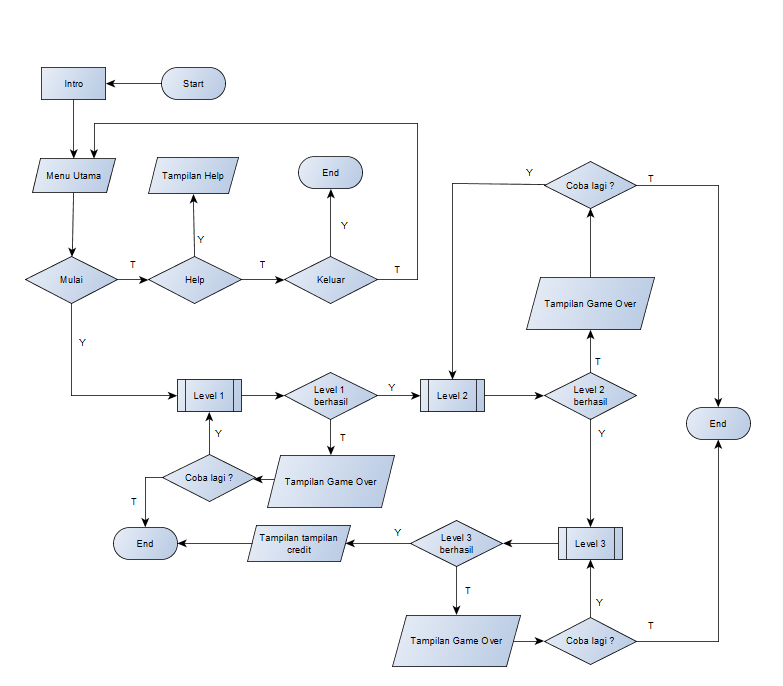 Intro
Start
Menu Utama
Tampilan Help
End
Y
Coba lagi ?
T
Y
Y
Mulai
T
Help
T
Keluar
T
Tampilan Game Over
Y
T
Level 1
Level 1
berhasil
Y
Level 2
Level 2
berhasil
End
Y
T
Y
Coba lagi ?
Tampilan Game Over
T
End
Tampilan tampilan
credit
Y
Level 3
berhasil
Level 3
T
Y
T
Tampilan Game Over
Coba lagi ?